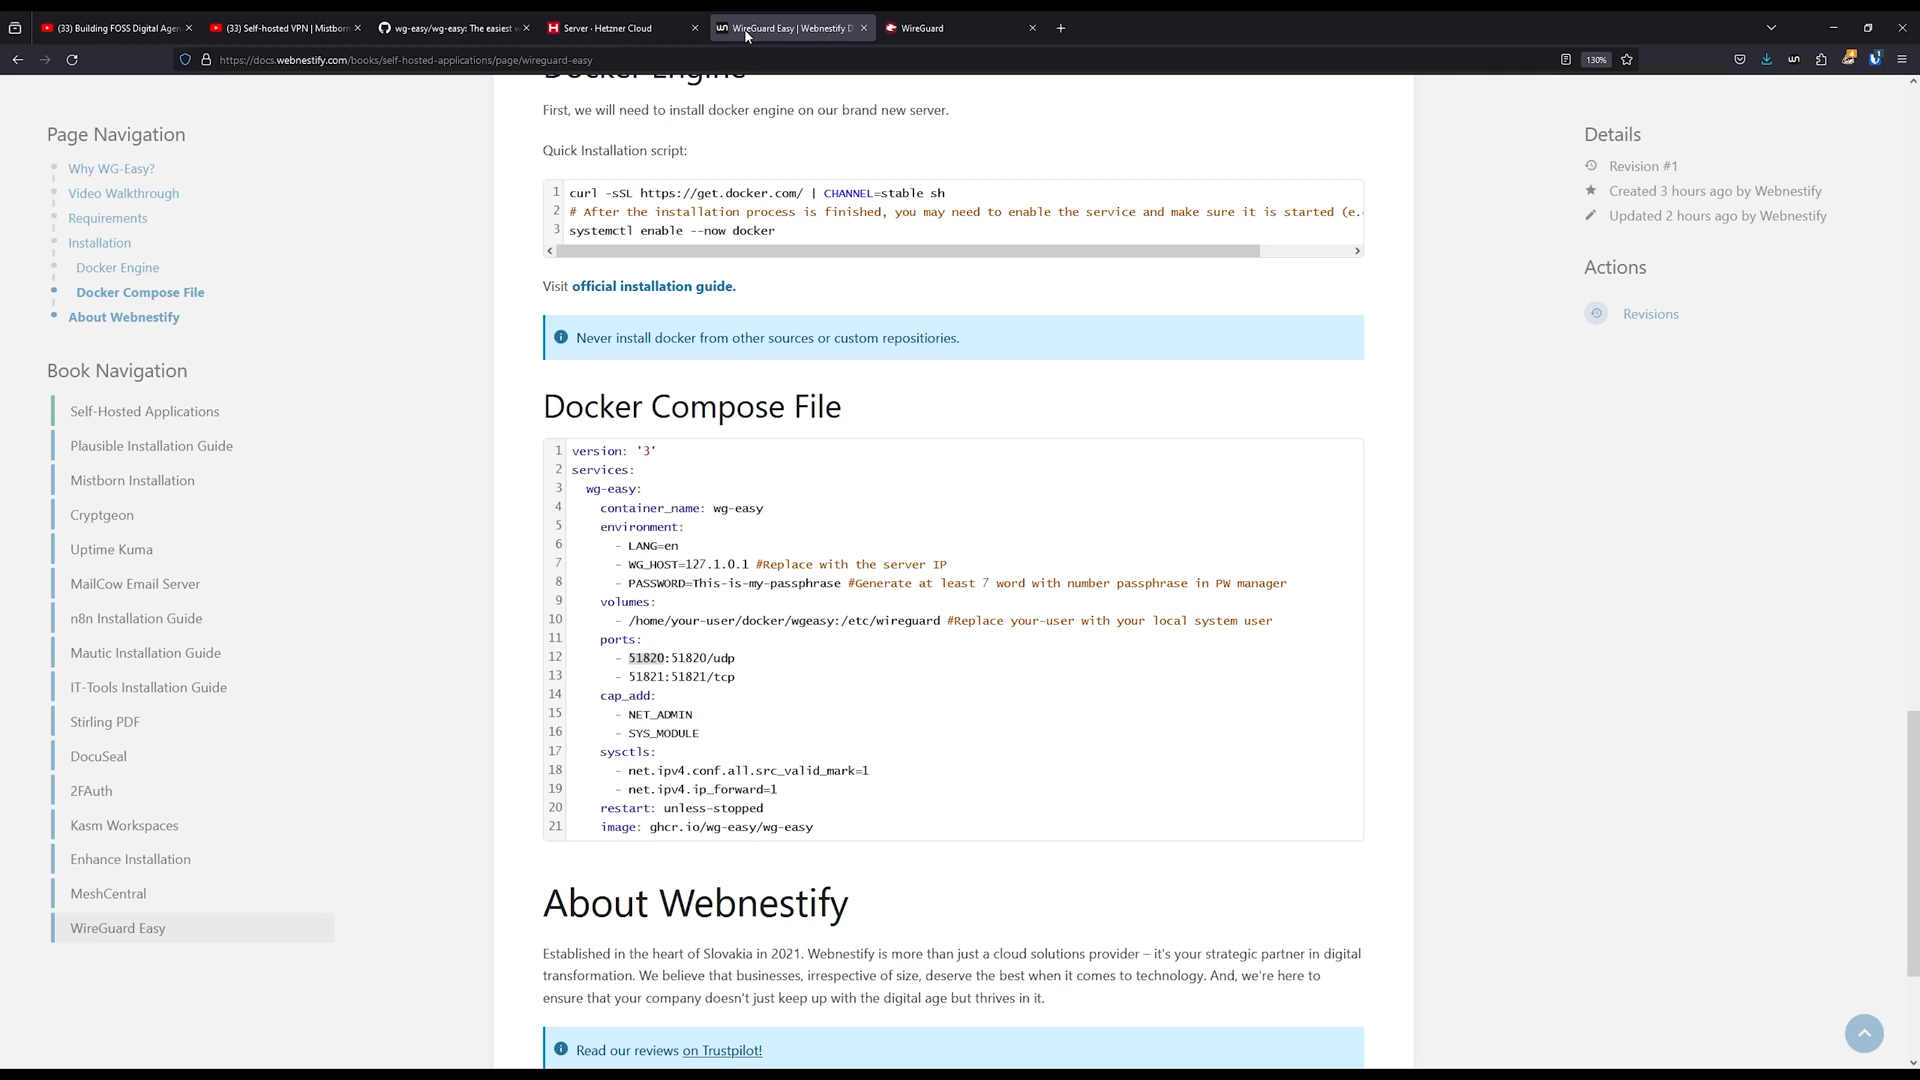 (33) Building FOSS Digital Agen
(33) Self-hosted VPN | Mistborn
wg-easy/wg-easy: The easiest w
Server · Hetzner Cloud
WireGuard Easy | Webnestify D
WireGuard
https://docs.webnestify.com/books/self-hosted-applications/page/wireguard-easy
130%
Page Navigation
Why WG-Easy?
Video Walkthrough
Requirements
Installation
Docker Engine
Docker Compose File
About Webnestify
Book Navigation
Self-Hosted Applications
Plausible Installation Guide
Mistborn Installation
Cryptgeon
Uptime Kuma
MailCow Email Server
n8n Installation Guide
Mautic Installation Guide
IT-Tools Installation Guide
Stirling PDF
DocuSeal
2FAuth
Kasm Workspaces
Enhance Installation
MeshCentral
WireGuard Easy
Docker Engine
First, we will need to install docker engine on our brand new server.
Quick Installation script:
1 curl -sSL https://get.docker.com/ | CHANNEL=stable sh
2 # After the installation process is finished, you may need to enable the service and make sure it is started (e.
3 systemctl enable --now docker
Visit official installation guide.
Never install docker from other sources or custom repositiories.
Docker Compose File
1 version: '3'
2 services:
3 wg-easy:
4 container_name: wg-easy
5 environment:
6 - LANG=en
7 - WG_HOST=127.1.0.1 #Replace with the server IP
8 - PASSWORD=This-is-my-passphrase #Generate at least 7 word with number passphrase in PW manager
9 volumes:
10 - /home/your-user/docker/wgeasy:/etc/wireguard #Replace your-user with your local system user
11 ports:
12 - 51820:51820/udp
13 - 51821:51821/tcp
14 cap_add:
15 - NET_ADMIN
16 - SYS_MODULE
17 sysctls:
18 - net.ipv4.conf.all.src_valid_mark=1
19 - net.ipv4.ip_forward=1
20 restart: unless-stopped
21 image: ghcr.io/wg-easy/wg-easy
About Webnestify
Established in the heart of Slovakia in 2021. Webnestify is more than just a cloud solutions provider – it's your strategic partner in digital
transformation. We believe that businesses, irrespective of size, deserve the best when it comes to technology. And, we're here to
ensure that your company doesn't just keep up with the digital age but thrives in it.
Read our reviews on Trustpilot!
Details
Revision #1
Created 3 hours ago by Webnestify
Updated 2 hours ago by Webnestify
Actions
Revisions